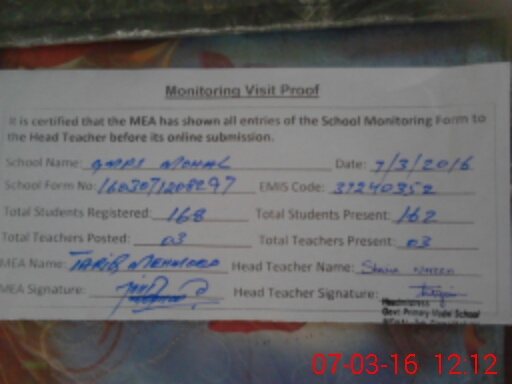 Monitoring Visit Proof
It is certified that the MEA has shown all entries of the School Monitoring Form to
the Head Teacher before its online submission.
School Name: GMPS MOHAL Date: 7/3/2016
School Form No: EMIS Code: 37240352
Total Students Registered: 168 Total Students Present: 162
Total Teachers Posted: 03 Total Teachers Present: 03
MEA Name: TARIQ MEHMOOD Head Teacher Name:
MEA Signature: Head Teacher Signature:
Headmistress
Govt: Primary Model School
07-03-16 12:12